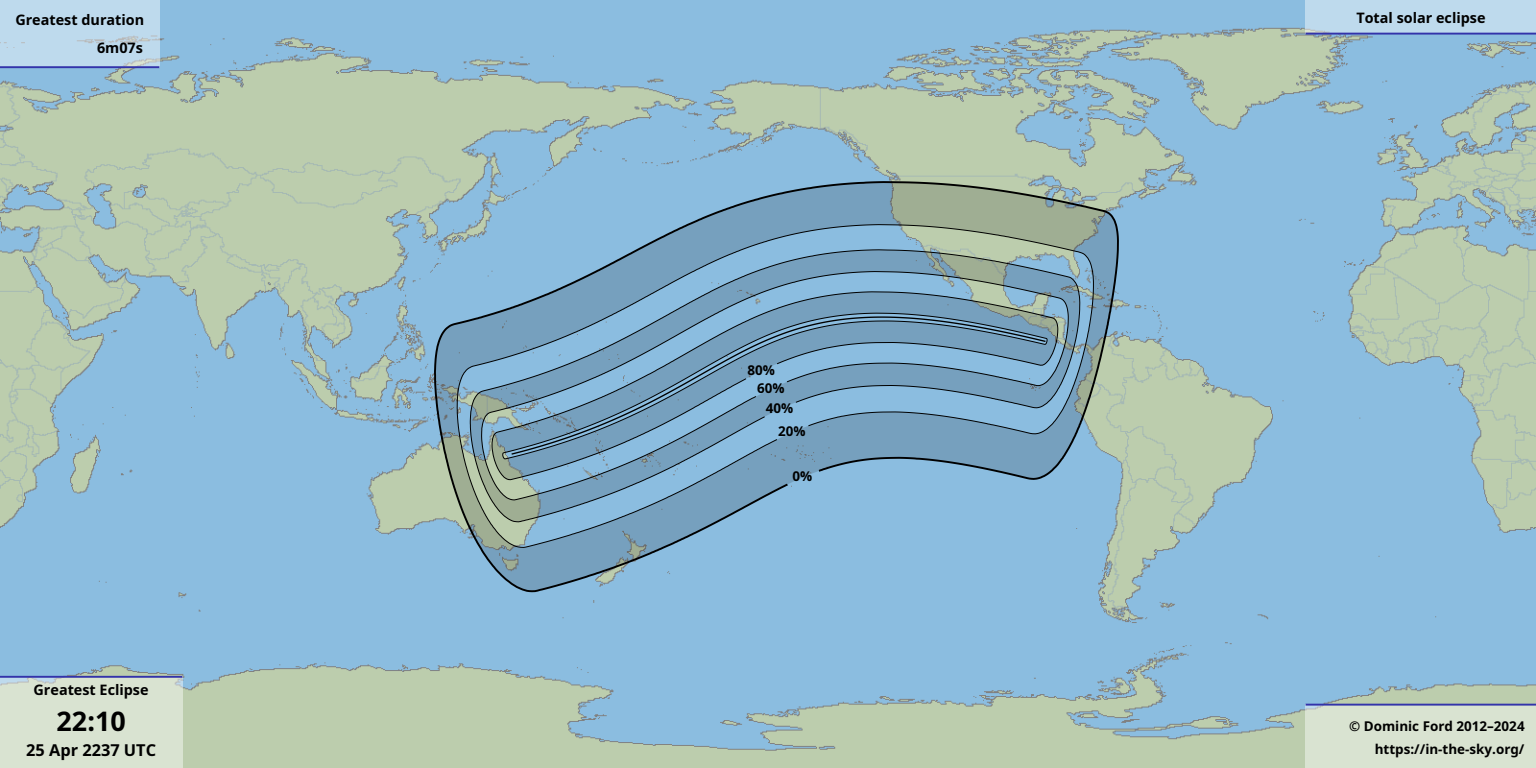 Greatest duration
6m07s
Total solar eclipse
80%
60%
40%
20%
0%
Greatest Eclipse
22:10
25 Apr 2237 UTC
© Dominic Ford 2012–2024
https://in-the-sky.org/